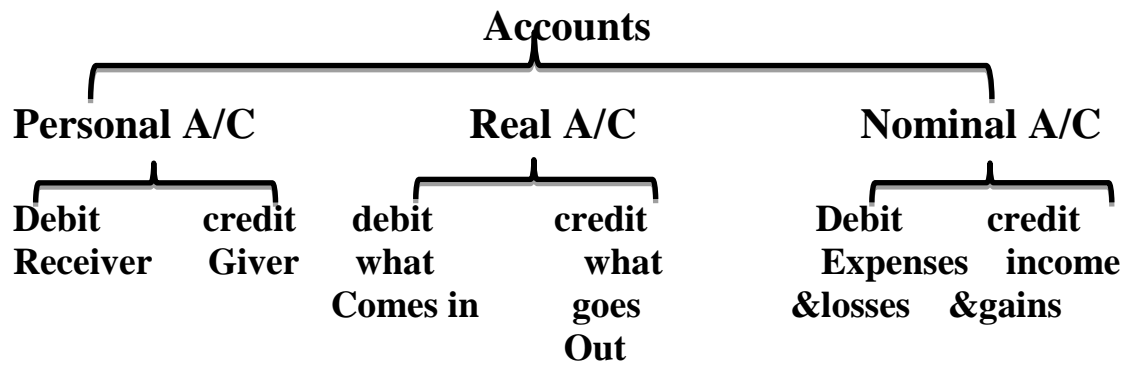 Accounts
Personal A/C Real A/C Nominal A/C
Debit credit debit credit Debit credit
Receiver Giver what what Expenses income
Comes in goes &losses &gains
Out